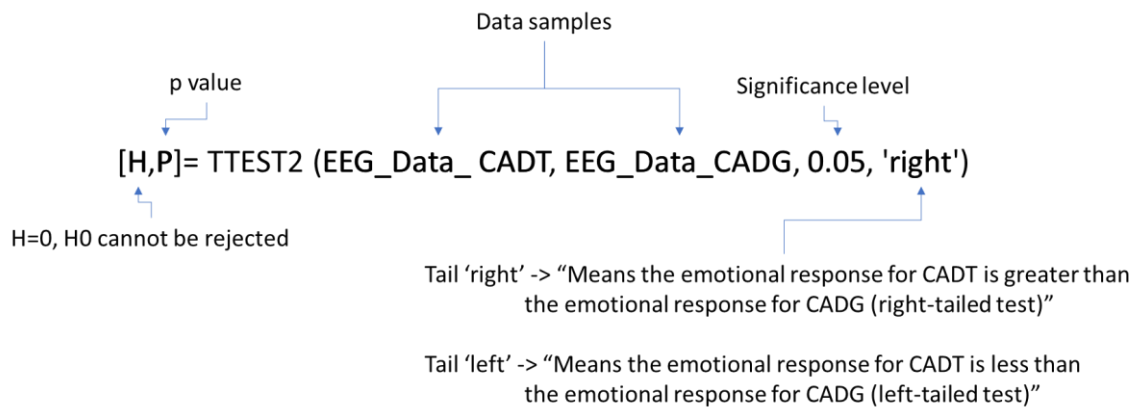 Data samples
p value
Significance level
[H,P]= TTEST2 (EEG_Data_ CADT, EEG_Data_CADG, 0.05, 'right')
H=0, H0 cannot be rejected
Tail ‘right’ -> “Means the emotional response for CADT is greater than
the emotional response for CADG (right-tailed test)”
Tail ‘left’ -> “Means the emotional response for CADT is less than
the emotional response for CADG (left-tailed test)”